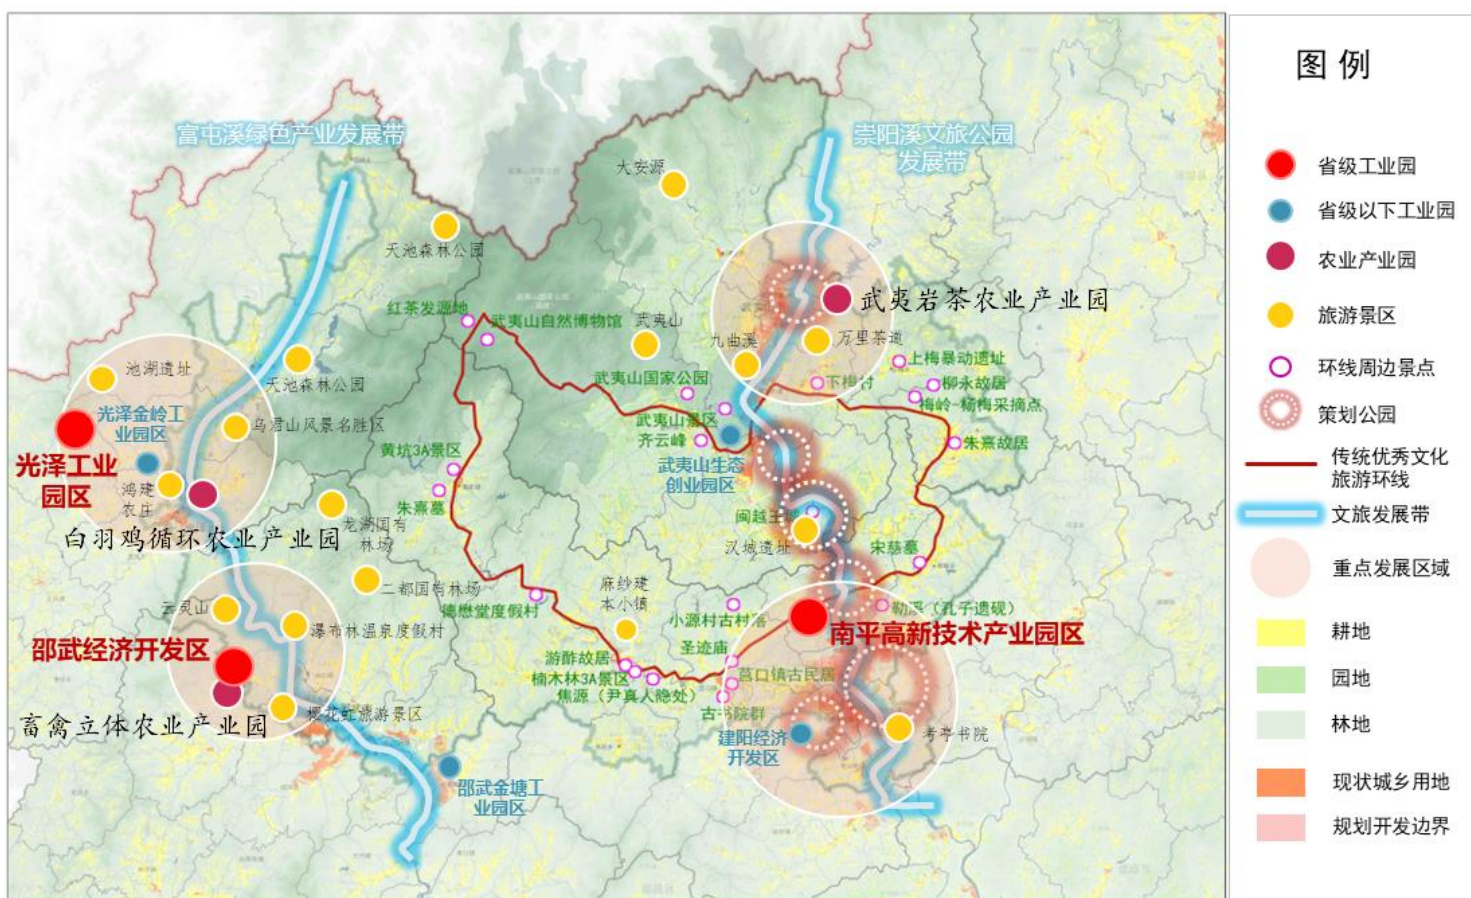 富屯溪绿色产业发展带
崇阳溪文旅公园
发展带
大安源
天池森林公园
红茶发源地
武夷山自然博物馆
武夷山
九曲溪
武夷岩茶农业产业园
万里茶道
池湖遗址
天池森林公园
武夷山国家公园
下梅村
上梅暴动遗址
柳永故居
梅岭-杨梅采摘点
光泽金岭工
业园区
乌君山风景名胜区
武夷山景区
齐云峰
朱熹故居
光泽工业
园区
黄坑3A景区
武夷山生态
创业园区
鸿建
农庄
朱熹墓
闽越王城
白羽鸡循环农业产业园
龙湖国有
林场
汉城遗址
宋慈墓
云灵山
二都国有林场
德懋堂度假村
麻纱建
本小镇
小源村古村落
勒溪（孔子遗砚）
瀑布林温泉度假村
南平高新技术产业园区
邵武经济开发区
游酢故居
圣迹庙
楠木林3A景区
莒口镇古民居
焦源（尹真人隐处）
古书院群
畜禽立体农业产业园
樱花虹旅游景区
建阳经济
开发区
考亭书院
邵武金塘工
业园区
图例
省级工业园
省级以下工业园
农业产业园
旅游景区
环线周边景点
策划公园
传统优秀文化
旅游环线
文旅发展带
重点发展区域
耕地
园地
林地
现状城乡用地
规划开发边界